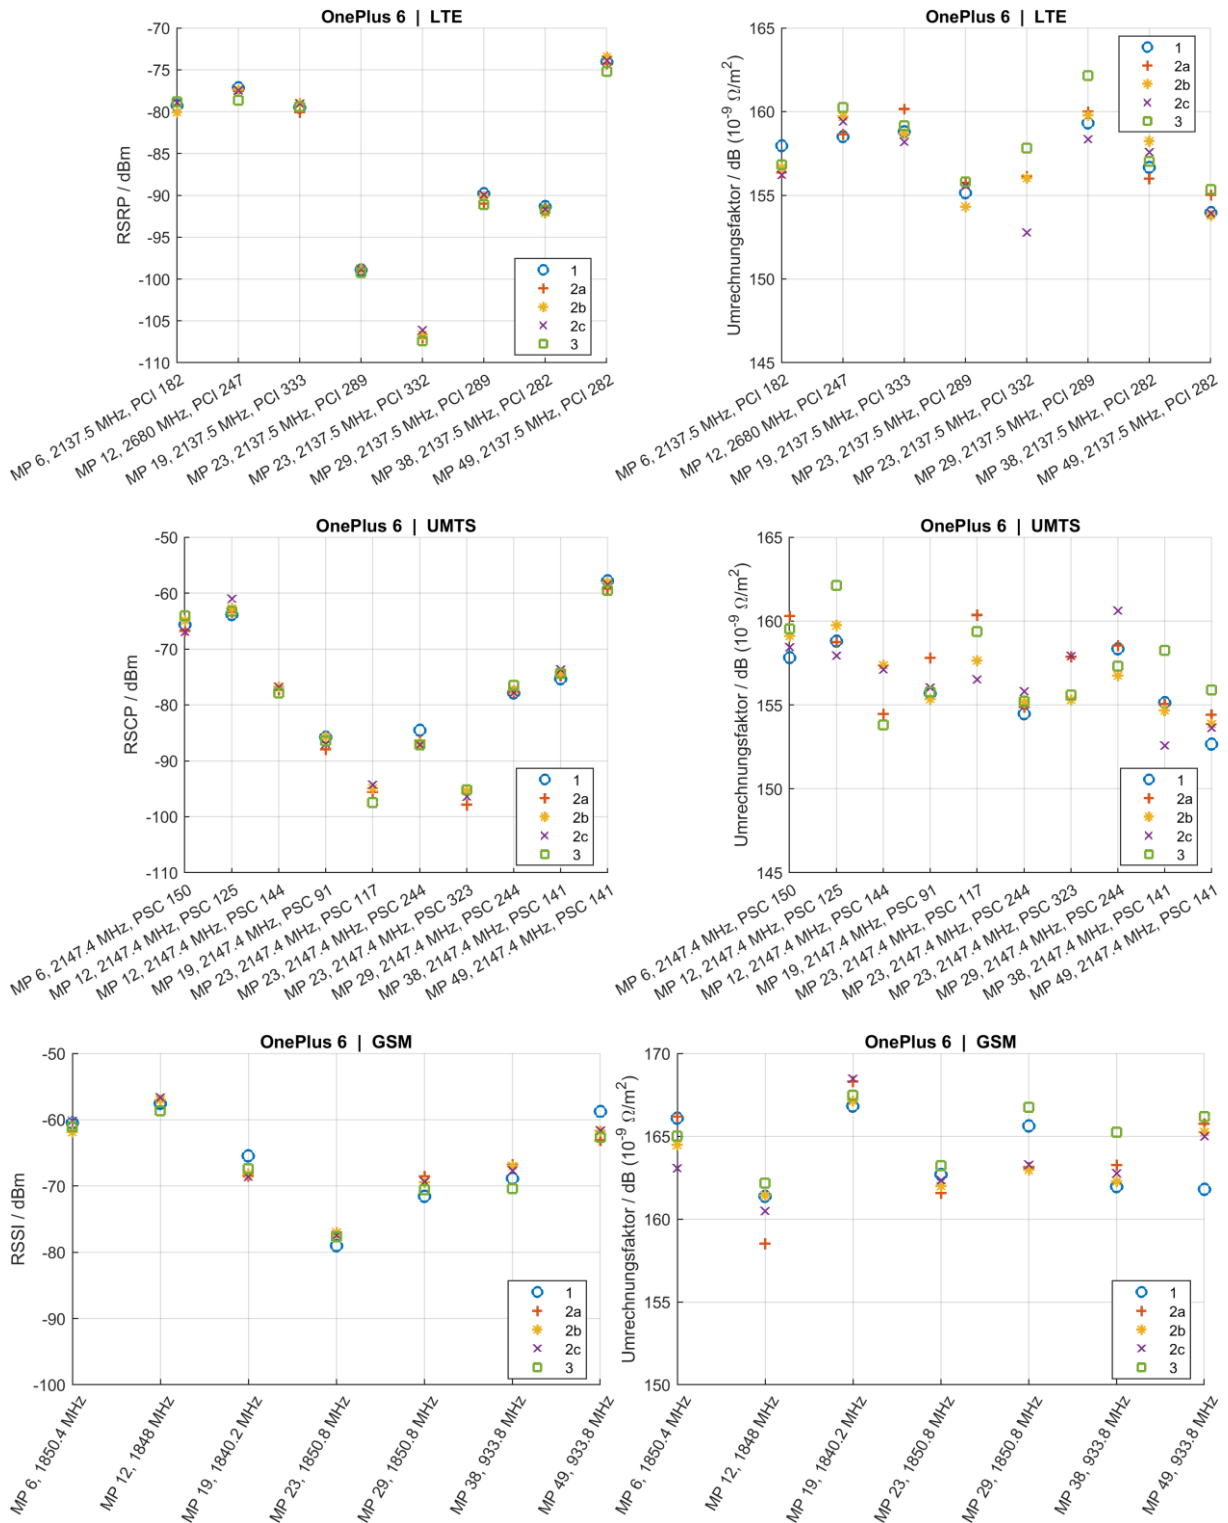 OnePlus 6 | LTE
-70
-75
-80
-85
-90
-95
-100
-105
-110
RSRP / dBm
1
2a
2b
2c
3
MP 6, 2137.5 MHz, PCI 182
MP 12, 2680 MHz, PCI 247
MP 19, 2137.5 MHz, PCI 333
MP 23, 2137.5 MHz, PCI 289
MP 23, 2137.5 MHz, PCI 332
MP 29, 2137.5 MHz, PCI 289
MP 38, 2137.5 MHz, PCI 282
MP 49, 2137.5 MHz, PCI 282
OnePlus 6 | LTE
165
160
155
150
145
Umrechnungsfaktor / dB (10⁻⁹ Ω/m²)
1
2a
2b
2c
3
MP 6, 2137.5 MHz, PCI 182
MP 12, 2680 MHz, PCI 247
MP 19, 2137.5 MHz, PCI 333
MP 23, 2137.5 MHz, PCI 289
MP 23, 2137.5 MHz, PCI 332
MP 29, 2137.5 MHz, PCI 289
MP 38, 2137.5 MHz, PCI 282
MP 49, 2137.5 MHz, PCI 282
OnePlus 6 | UMTS
-50
-60
-70
-80
-90
-100
-110
RSCP / dBm
1
2a
2b
2c
3
MP 6, 2147.4 MHz, PSC 150
MP 12, 2147.4 MHz, PSC 125
MP 12, 2147.4 MHz, PSC 144
MP 19, 2147.4 MHz, PSC 91
MP 23, 2147.4 MHz, PSC 117
MP 23, 2147.4 MHz, PSC 244
MP 23, 2147.4 MHz, PSC 323
MP 29, 2147.4 MHz, PSC 244
MP 38, 2147.4 MHz, PSC 141
MP 49, 2147.4 MHz, PSC 141
OnePlus 6 | UMTS
165
160
155
150
145
Umrechnungsfaktor / dB (10⁻⁹ Ω/m²)
1
2a
2b
2c
3
MP 6, 2147.4 MHz, PSC 150
MP 12, 2147.4 MHz, PSC 125
MP 12, 2147.4 MHz, PSC 144
MP 19, 2147.4 MHz, PSC 91
MP 23, 2147.4 MHz, PSC 117
MP 23, 2147.4 MHz, PSC 244
MP 23, 2147.4 MHz, PSC 323
MP 29, 2147.4 MHz, PSC 244
MP 38, 2147.4 MHz, PSC 141
MP 49, 2147.4 MHz, PSC 141
OnePlus 6 | GSM
-50
-60
-70
-80
-90
-100
RSSI / dBm
1
2a
2b
2c
3
MP 6, 1850.4 MHz
MP 12, 1848 MHz
MP 19, 1840.2 MHz
MP 23, 1850.8 MHz
MP 29, 1850.8 MHz
MP 38, 933.8 MHz
MP 49, 933.8 MHz
OnePlus 6 | GSM
170
165
160
155
150
Umrechnungsfaktor / dB (10⁻⁹ Ω/m²)
1
2a
2b
2c
3
MP 6, 1850.4 MHz
MP 12, 1848 MHz
MP 19, 1840.2 MHz
MP 23, 1850.8 MHz
MP 29, 1850.8 MHz
MP 38, 933.8 MHz
MP 49, 933.8 MHz